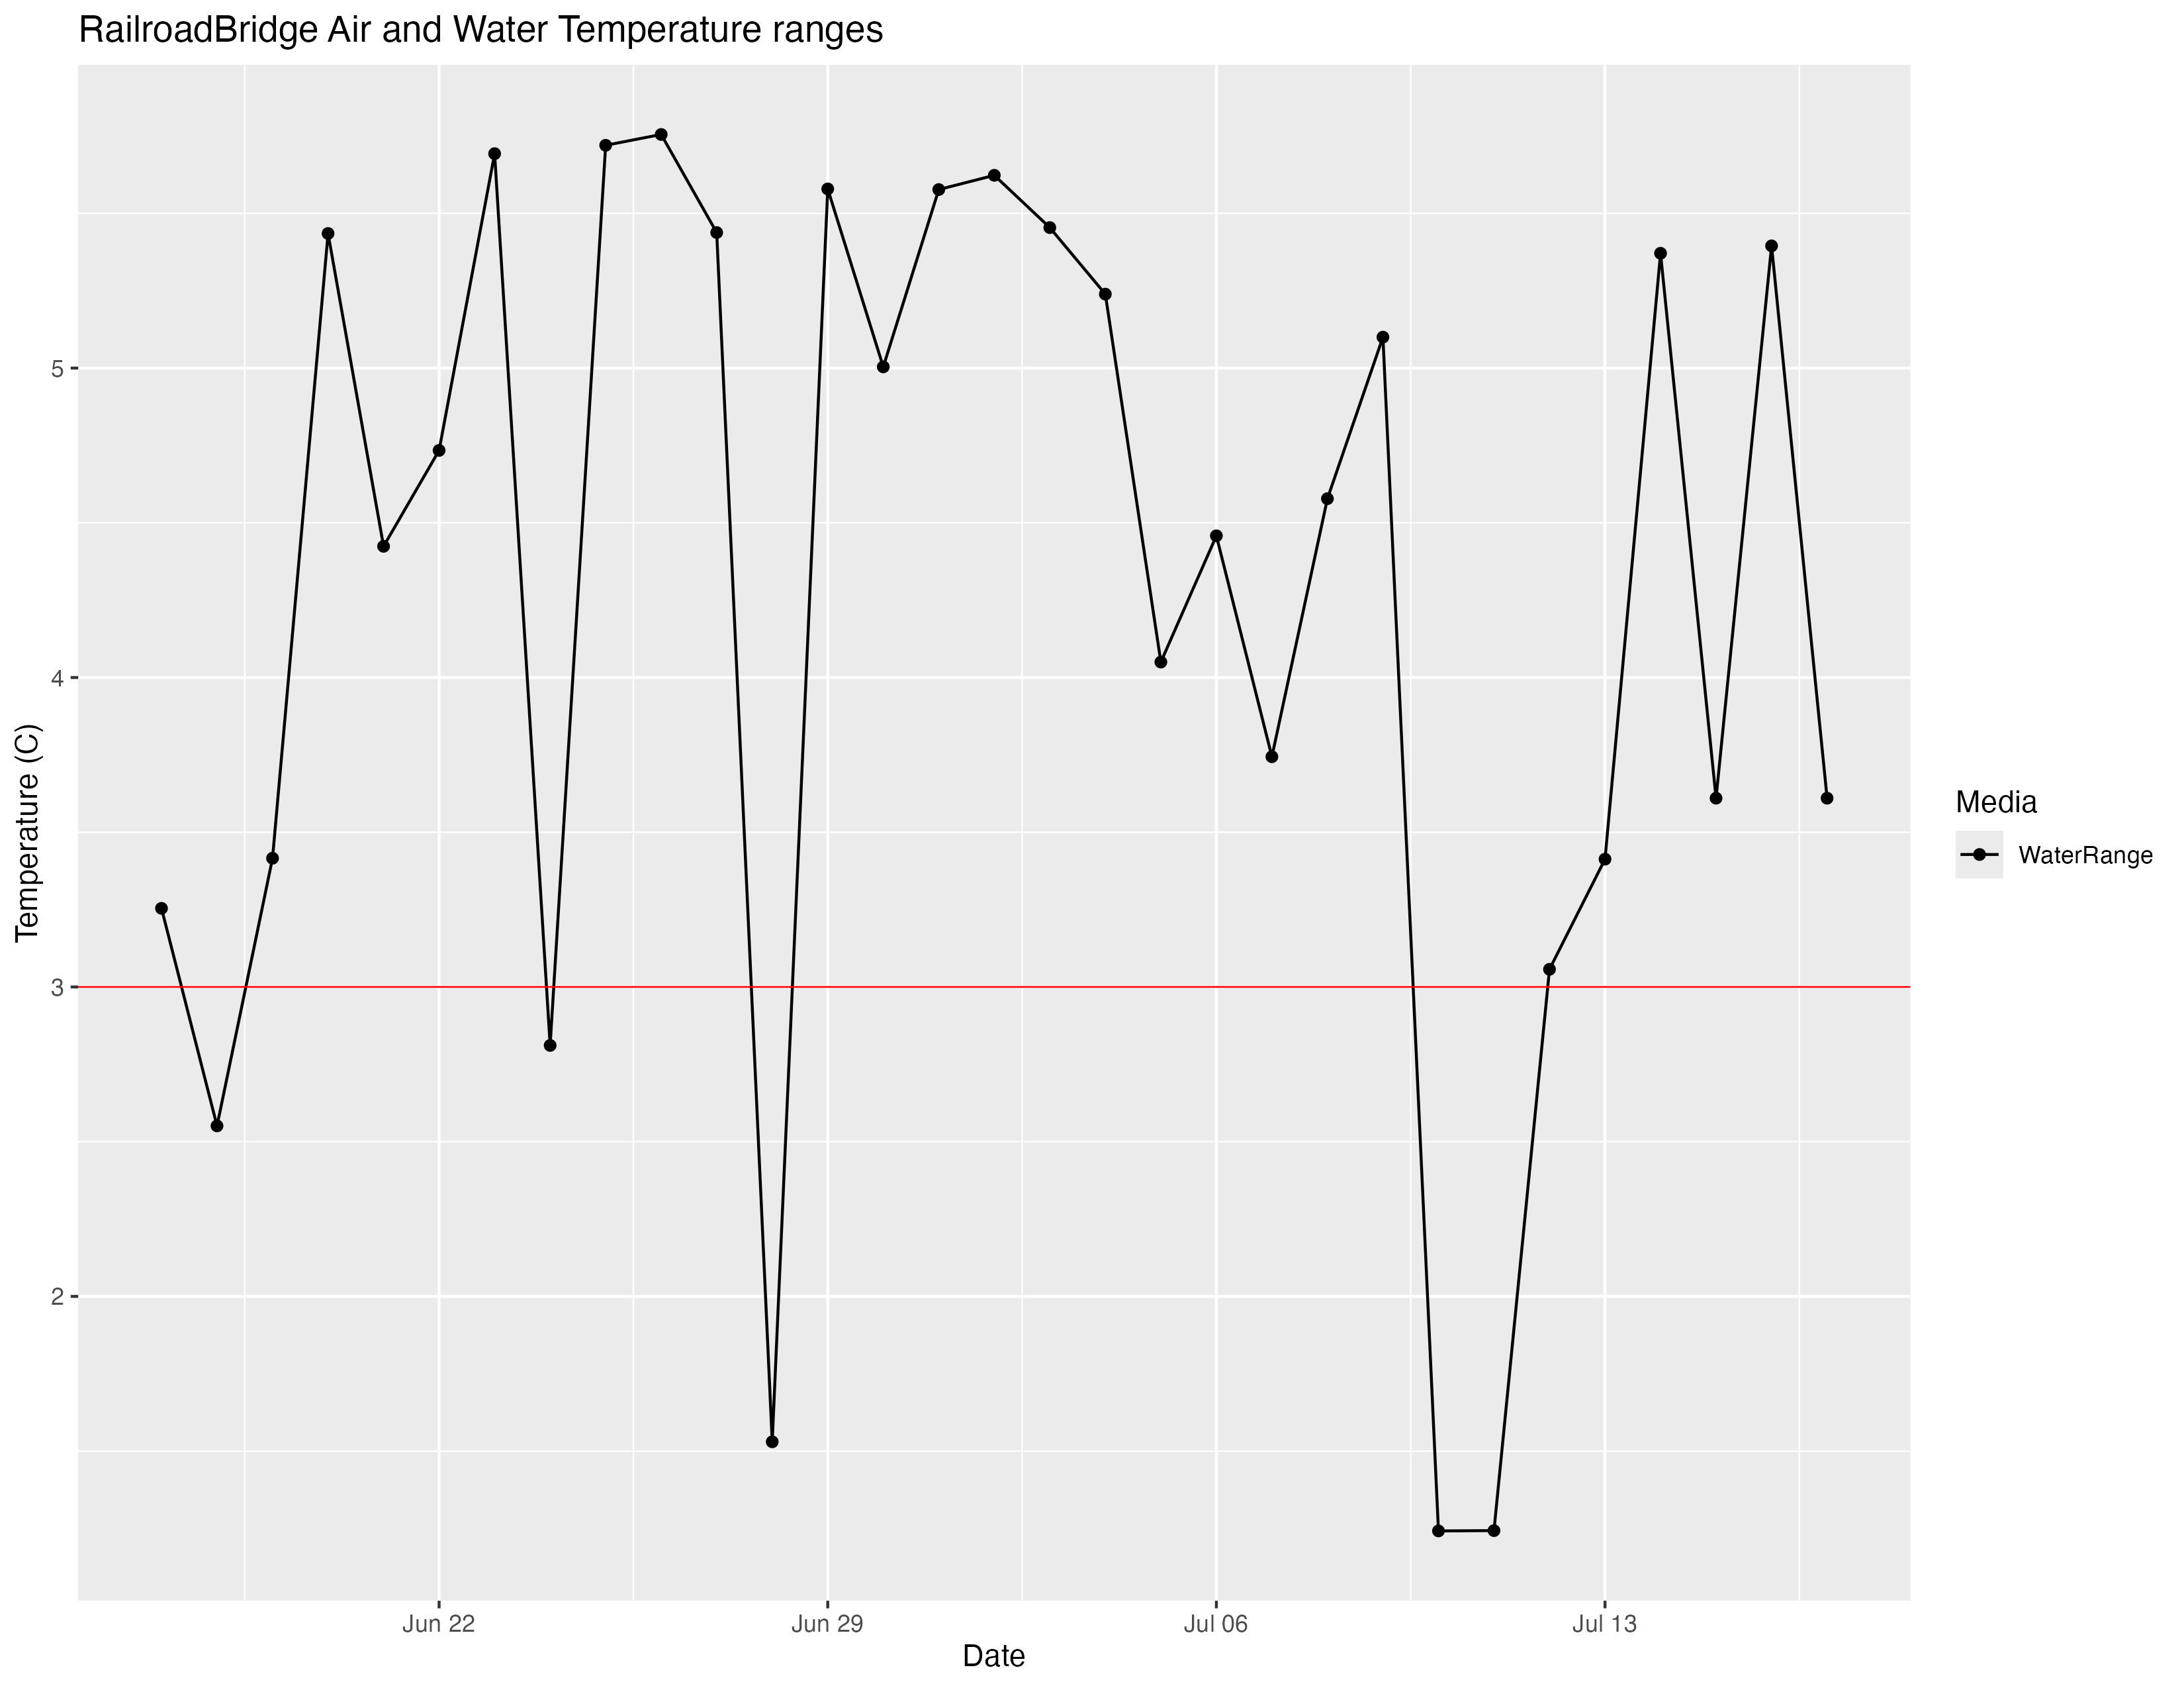 RailroadBridge Air and Water Temperature ranges
Temperature (C)
5
4
3
2
Jun 22
Jun 29
Jul 06
Jul 13
Date
Media
WaterRange